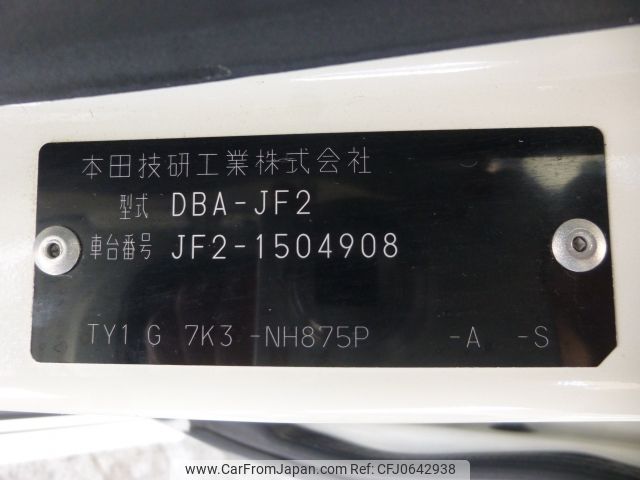 本田技研工業株式会社
型式 DBA-JF2
車台番号 JF2-1504908
TY1 G 7K3 -NH875P -A -S
www.CarFromJapan.com | © CarFromJapan | CFJ0642938